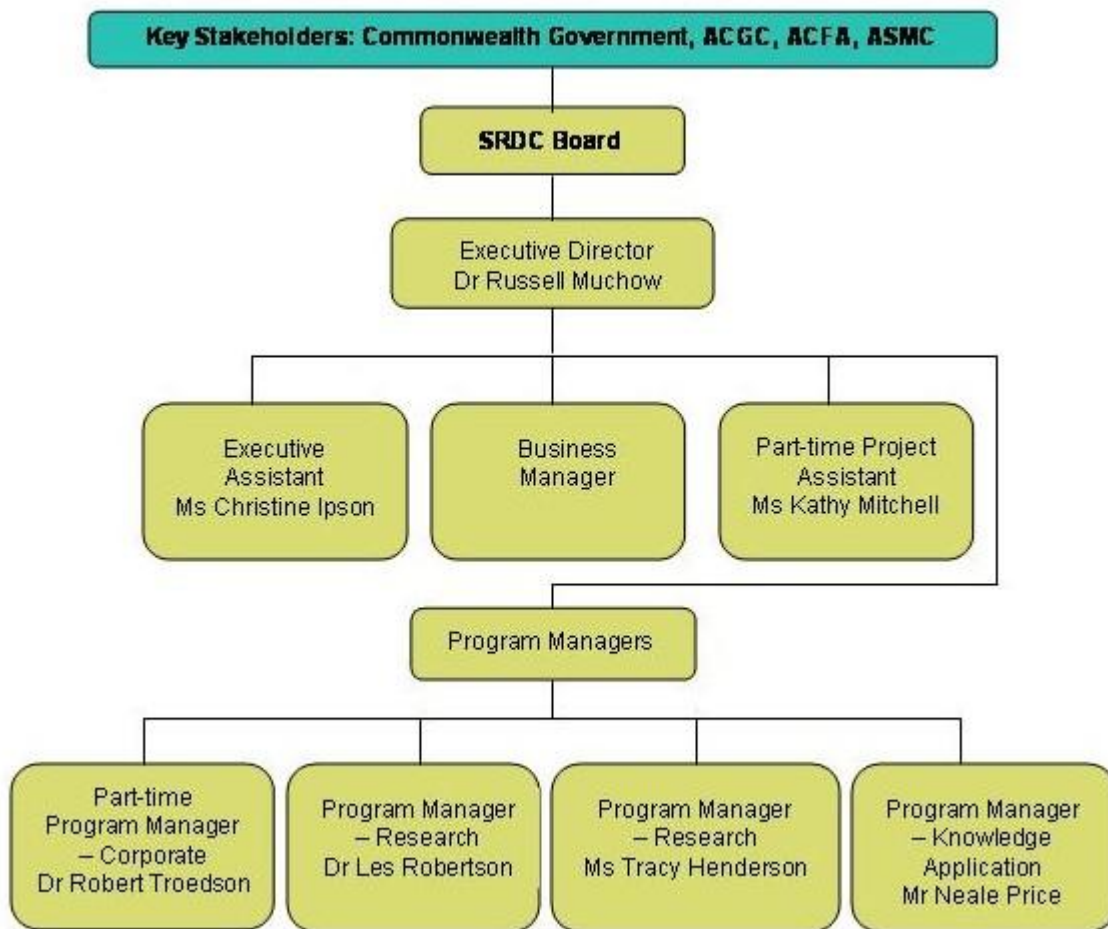 Key Stakeholders: Commonwealth Government, ACGC, ACFA, ASMC
SRDC Board
Executive Director
Dr Russell Muchow
Executive
Assistant
Ms Christine Ipson
Business
Manager
Part-time Project
Assistant
Ms Kathy Mitchell
Program Managers
Part-time
Program Manager
– Corporate
Dr Robert Troedson
Program Manager
– Research
Dr Les Robertson
Program Manager
– Research
Ms Tracy Henderson
Program Manager
– Knowledge
Application
Mr Neale Price